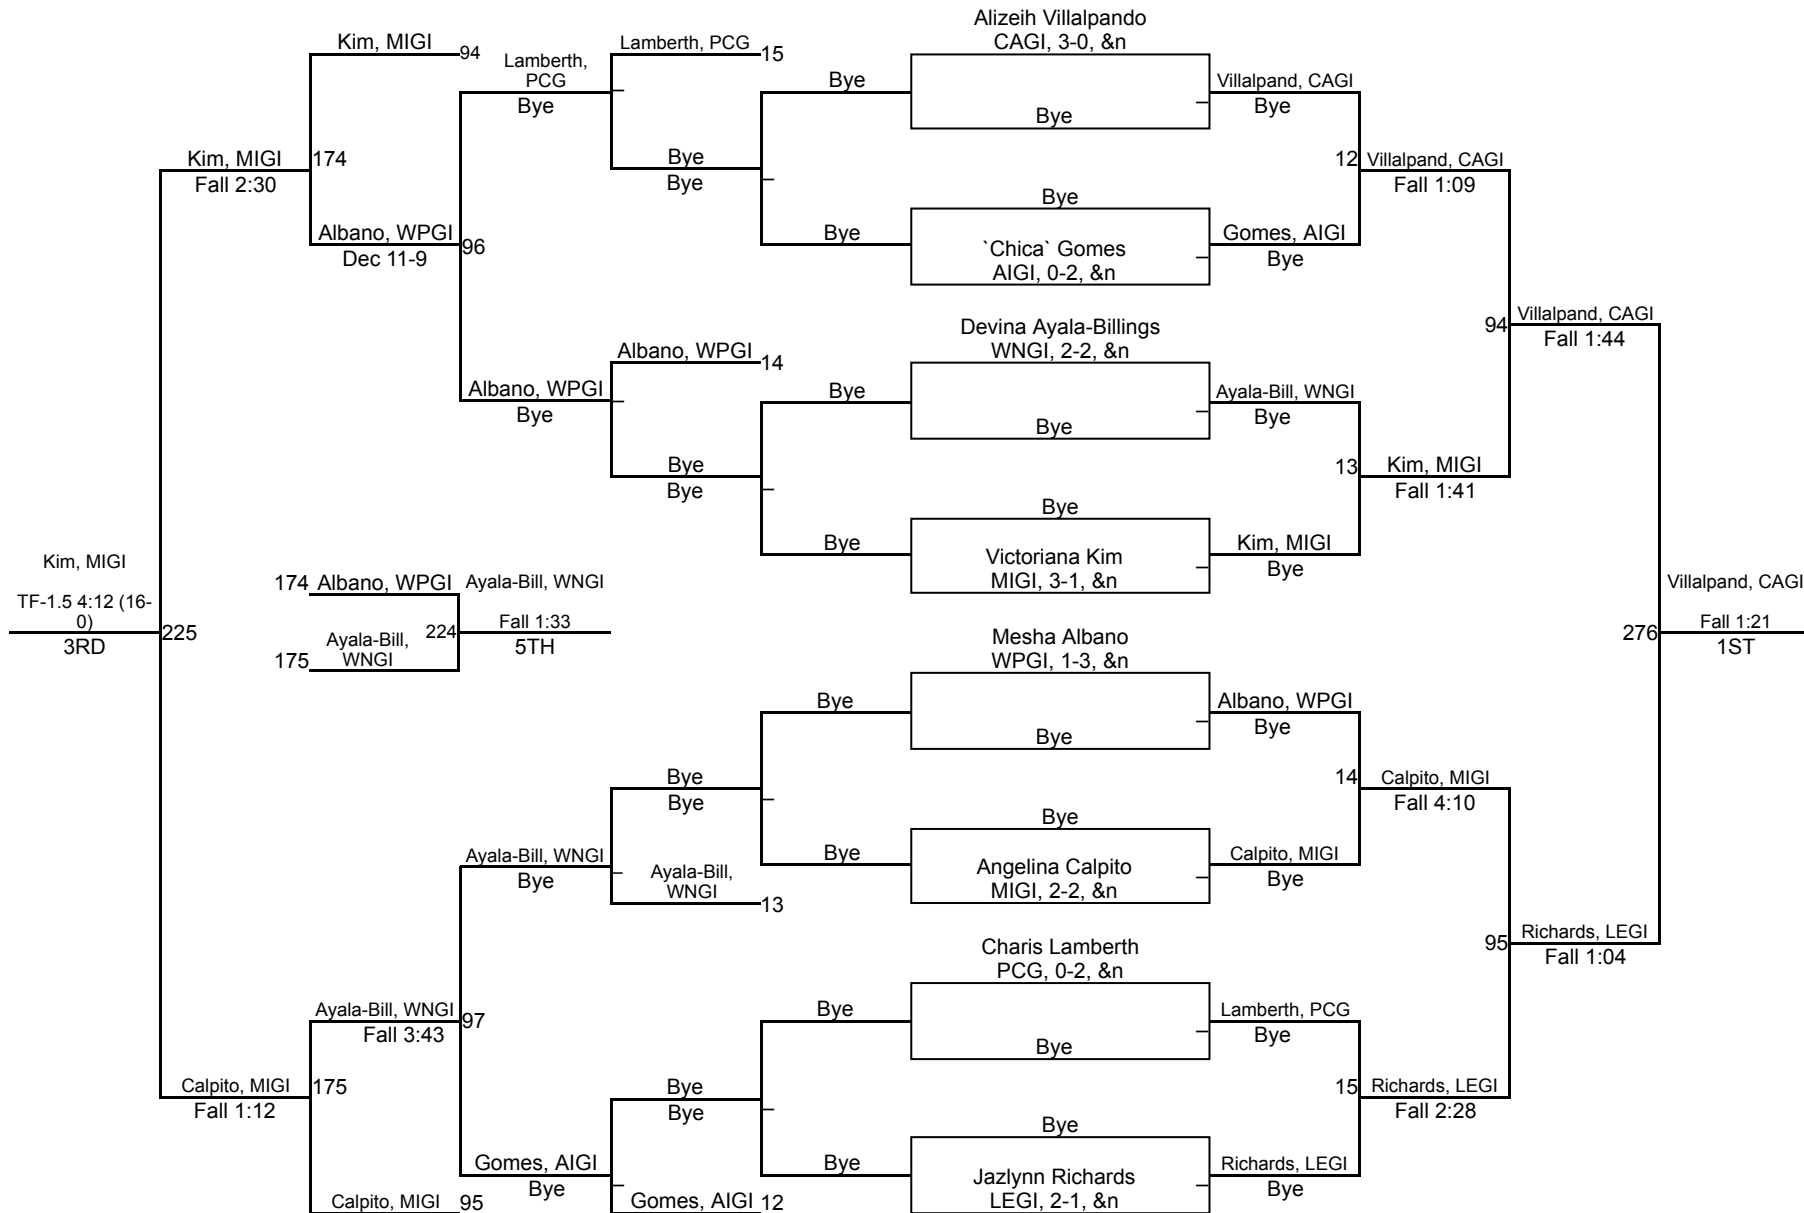 Alizeih Villalpando
CAGI, 3-0, &n
Kim, MIGI
94
Lamberth, PCG
15
Lamberth,
PCG
Bye
Bye
Villalpand, CAGI
Bye
Bye
Kim, MIGI
174
Fall 2:30
Bye
Bye
12
Villalpand, CAGI
Fall 1:09
Bye
Albano, WPGI
96
Dec 11-9
Bye
`Chica` Gomes
AIGI, 0-2, &n
Gomes, AIGI
Bye
Devina Ayala-Billings
WNGI, 2-2, &n
94
Villalpand, CAGI
Fall 1:44
Albano, WPGI
14
Albano, WPGI
Bye
Bye
Ayala-Bill, WNGI
Bye
Bye
Bye
Bye
13
Kim, MIGI
Fall 1:41
Bye
Bye
Victoriana Kim
MIGI, 3-1, &n
Kim, MIGI
Bye
Kim, MIGI
TF-1.5 4:12 (16-
0)
3RD
225
174
Albano, WPGI
Ayala-Bill, WNGI
Fall 1:33
224
5TH
175
Ayala-Bill,
WNGI
Villalpand, CAGI
Fall 1:21
276
1ST
Mesha Albano
WPGI, 1-3, &n
Bye
Bye
Albano, WPGI
Bye
Bye
Bye
14
Calpito, MIGI
Fall 4:10
Bye
Bye
Angelina Calpito
MIGI, 2-2, &n
Calpito, MIGI
Bye
Ayala-Bill, WNGI
Bye
Ayala-Bill,
WNGI
13
Charis Lamberth
PCG, 0-2, &n
95
Richards, LEGI
Fall 1:04
Ayala-Bill, WNGI
97
Fall 3:43
Bye
Bye
Lamberth, PCG
Bye
Calpito, MIGI
175
Fall 1:12
Bye
Bye
15
Richards, LEGI
Fall 2:28
Bye
Gomes, AIGI
Bye
Bye
Jazlynn Richards
LEGI, 2-1, &n
Richards, LEGI
Bye
Calpito, MIGI
95
Gomes, AIGI
12